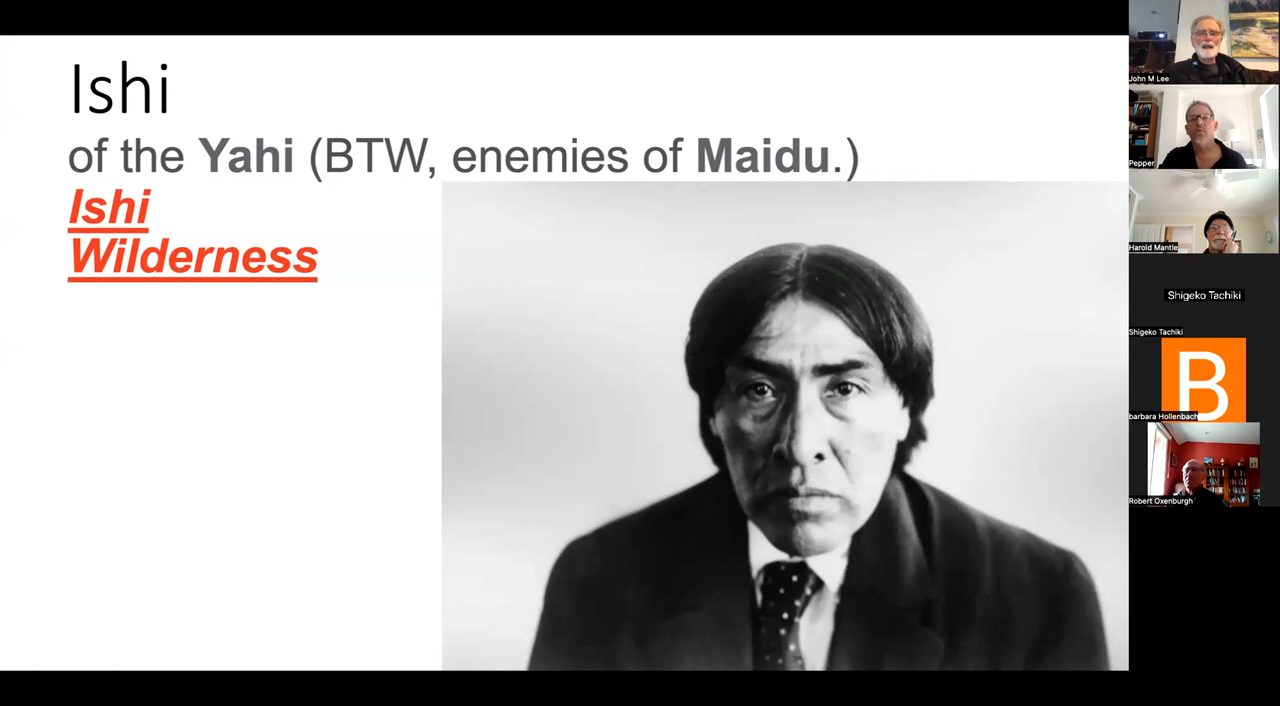 Ishi
of the Yahi (BTW, enemies of Maidu.)
Ishi
Wilderness
John M Lee
Pepper
Harold Mantle
Shigeko Tachiki
Shigeko Tachiki
B
barbara Hollenbach
Robert Oxenburgh